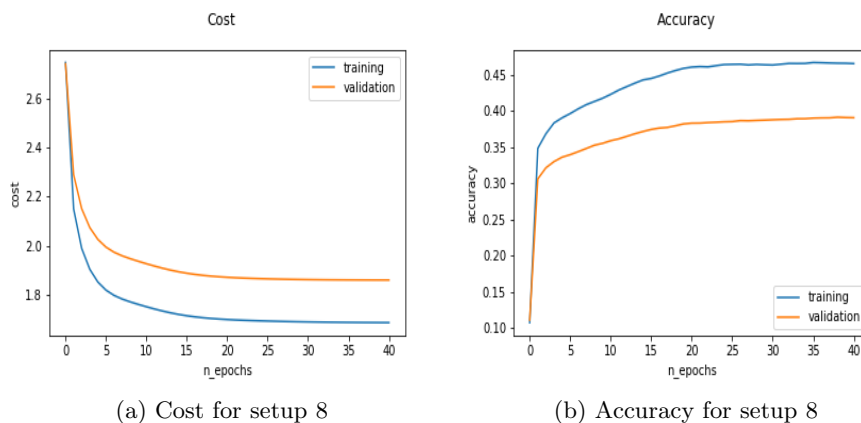 Cost
training
validation
2.6
2.4
2.2
2.0
1.8
cost
0 5 10 15 20 25 30 35 40
n_epochs
(a) Cost for setup 8
Accuracy
0.45
0.40
0.35
0.30
0.25
0.20
0.15
0.10
accuracy
training
validation
0 5 10 15 20 25 30 35 40
n_epochs
(b) Accuracy for setup 8